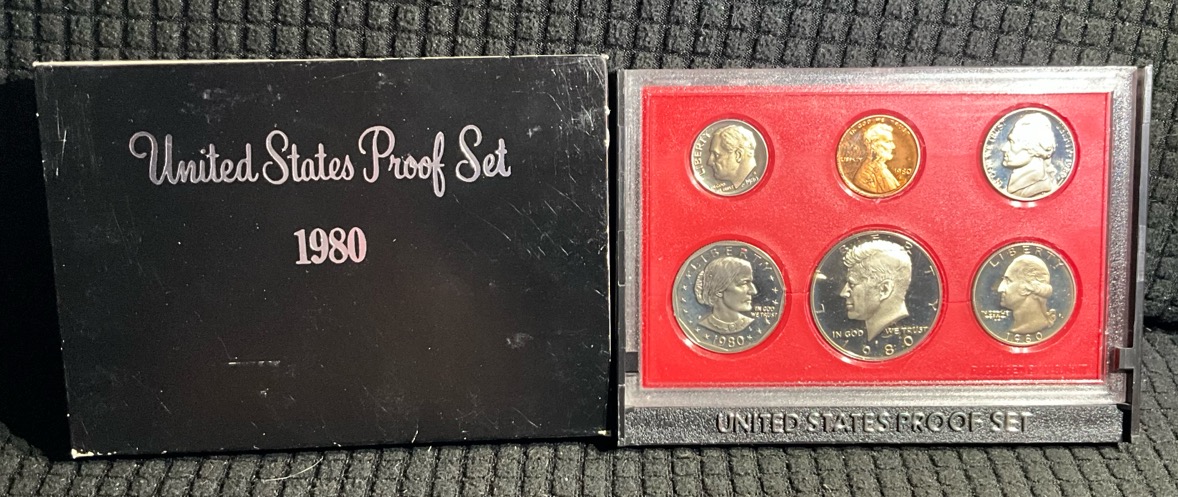 United States Proof Set
1980
LIBERTY
LIBERTY
1980
LIBERTY
IN GOD
WE TRUST
1980
LIBERTY
IN GOD WE TRUST
1980
LIBERTY
1980
UNITED STATES PROOF SET